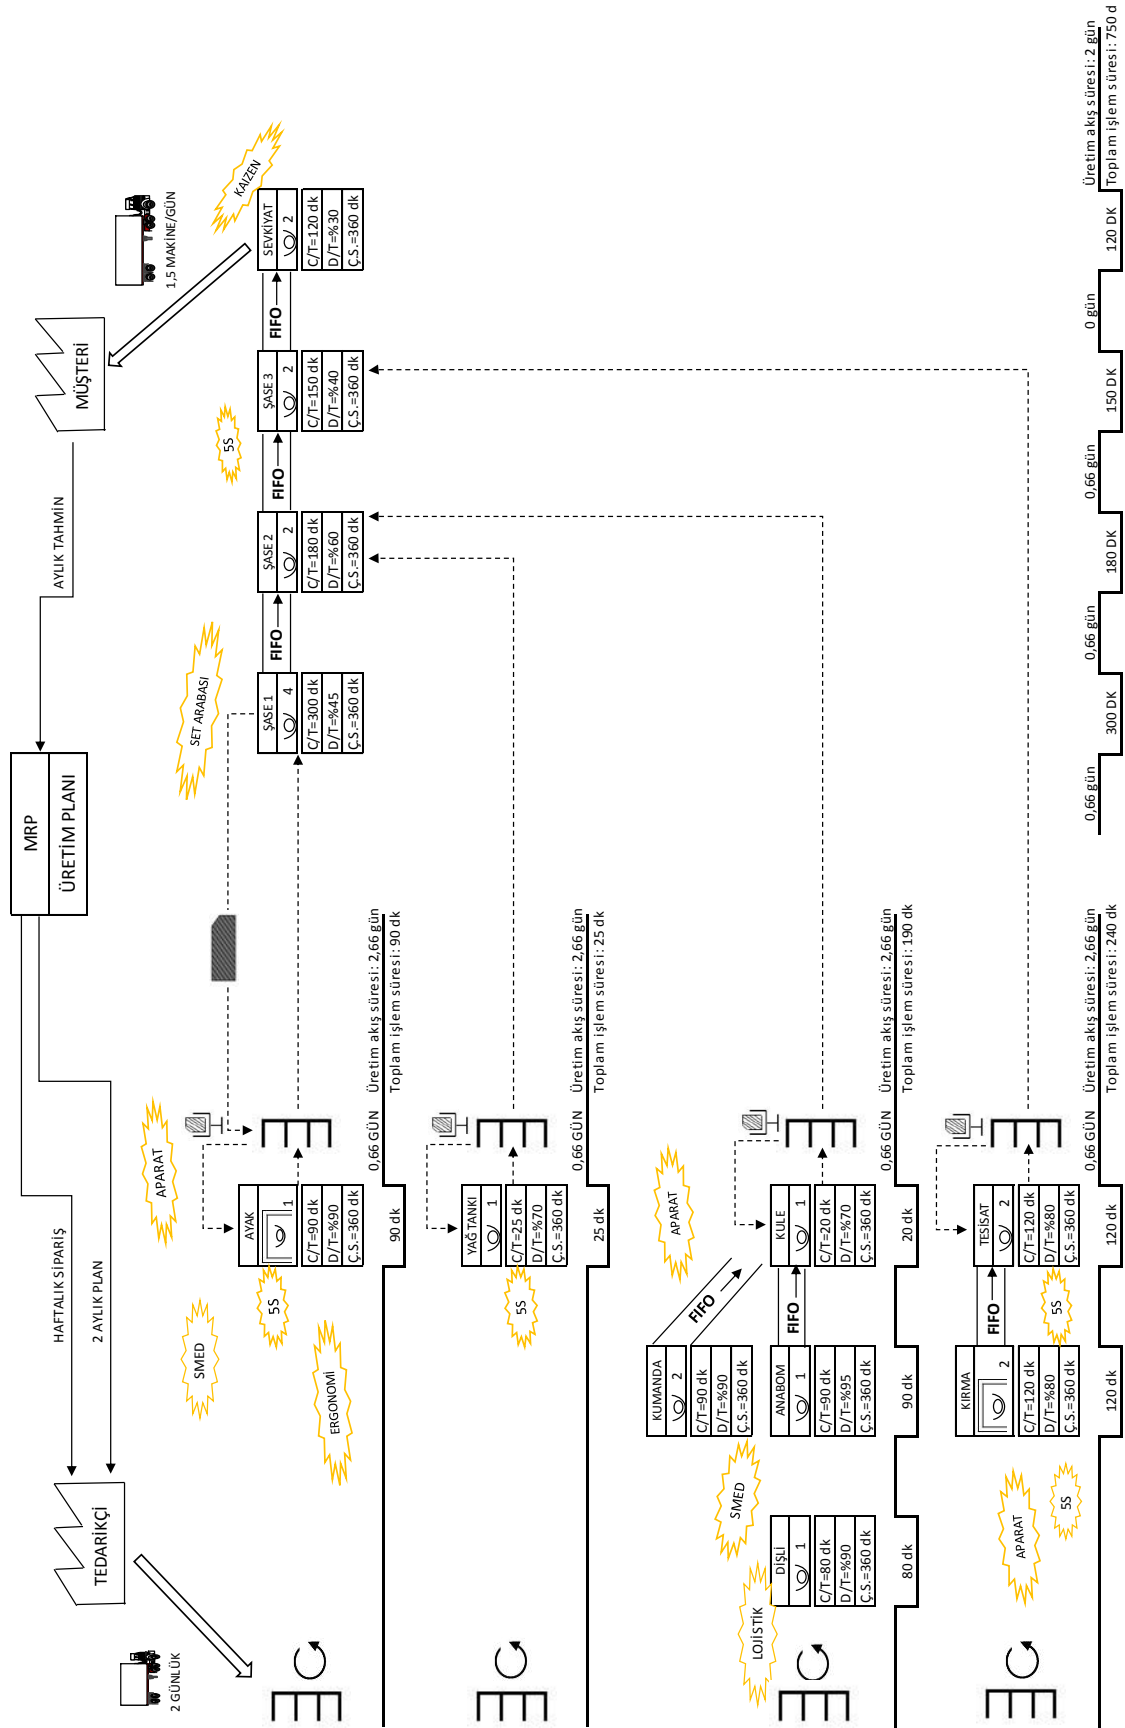 TEDARİKÇİ
2 GÜNLÜK
HAFTALIK SİPARİŞ
2 AYLIK PLAN
MRP
ÜRETİM PLANI
AYLIK TAHMİN
MÜŞTERİ
1,5 MAKİNE/GÜN
SMED
APARAT
5S
ERGONOMİ
AYAK
1
C/T=90 dk
D/T=%90
Ç.S.=360 dk
SET ARABASI
5S
KAIZEN
ŞASE 1
4
C/T=300 dk
D/T=%45
Ç.S.=360 dk
FIFO
ŞASE 2
2
C/T=180 dk
D/T=%60
Ç.S.=360 dk
FIFO
ŞASE 3
2
C/T=150 dk
D/T=%40
Ç.S.=360 dk
FIFO
SEVKİYAT
2
C/T=120 dk
D/T=%30
Ç.S.=360 dk
90 dk
0,66 GÜN
Üretim akış süresi: 2,66 gün
Toplam işlem süresi: 90 dk
YAĞ TANKI
1
C/T=25 dk
D/T=%70
Ç.S.=360 dk
5S
25 dk
0,66 GÜN
Üretim akış süresi: 2,66 gün
Toplam işlem süresi: 25 dk
KUMANDA
2
C/T=90 dk
D/T=%90
Ç.S.=360 dk
FIFO
APARAT
SMED
LOJİSTİK
DİŞLİ
1
C/T=80 dk
D/T=%90
Ç.S.=360 dk
ANABOM
1
C/T=90 dk
D/T=%95
Ç.S.=360 dk
FIFO
KULE
1
C/T=20 dk
D/T=%70
Ç.S.=360 dk
80 dk
90 dk
20 dk
0,66 GÜN
Üretim akış süresi: 2,66 gün
Toplam işlem süresi: 190 dk
KIRMA
2
C/T=120 dk
D/T=%80
Ç.S.=360 dk
FIFO
TESİSAT
2
C/T=120 dk
D/T=%80
Ç.S.=360 dk
APARAT
5S
5S
120 dk
120 dk
0,66 GÜN
Üretim akış süresi: 2,66 gün
Toplam işlem süresi: 240 dk
0,66 gün
300 DK
0,66 gün
180 DK
0,66 gün
150 DK
0 gün
120 DK
Üretim akış süresi: 2 gün
Toplam işlem süresi: 750 d